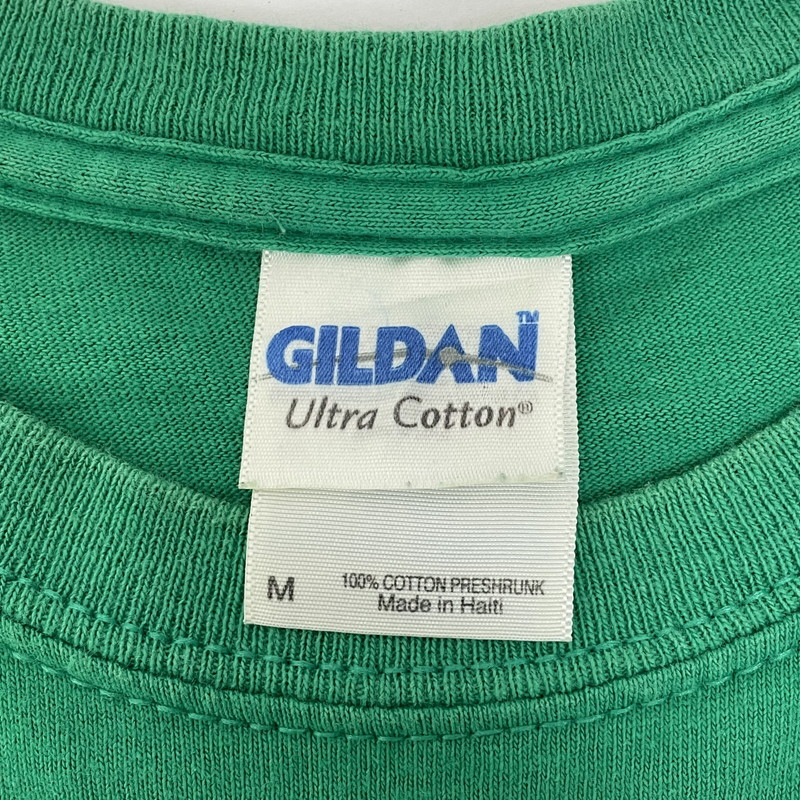 GILDAN™
Ultra Cotton®
M
100% COTTON PRESHRUNK
Made in Haiti